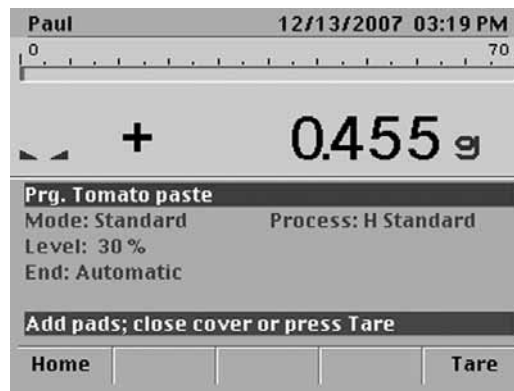 Paul 12/13/2007 03:19 PM
0 70
+ 0.455 g
Prg. Tomato paste
Mode: Standard Process: H Standard
Level: 30 %
End: Automatic
Add pads; close cover or press Tare
Home Tare